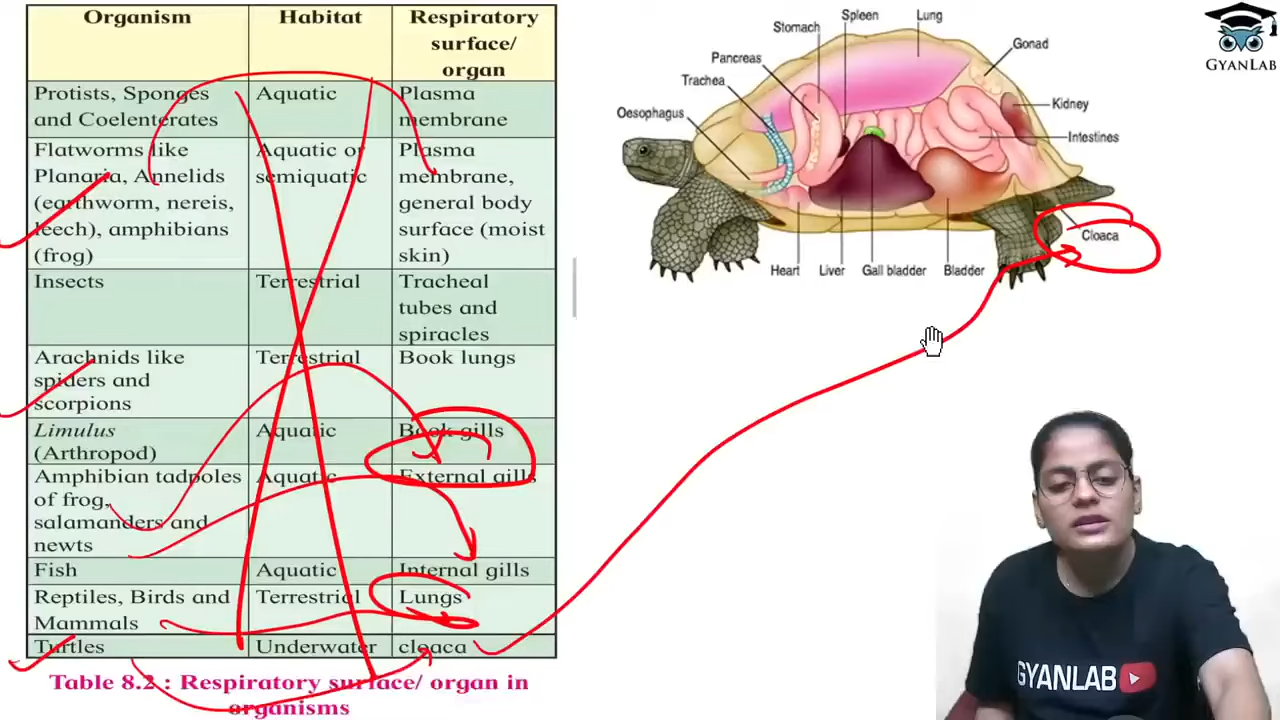 Organism
Habitat
Respiratory
surface/
organ
Protists, Sponges
and Coelenterates
Aquatic
Plasma
membrane
Flatworms like
Planaria, Annelids
(earthworm, nereis,
leech), amphibians
(frog)
Aquatic or
semiquatic
Plasma
membrane,
general body
surface (moist
skin)
Insects
Terrestrial
Tracheal
tubes and
spiracles
Arachnids like
spiders and
scorpions
Terrestrial
Book lungs
Limulus
(Arthropod)
Aquatic
Book gills
Amphibian tadpoles
of frog,
salamanders and
newts
Aquatic
External gills
Fish
Aquatic
Internal gills
Reptiles, Birds and
Mammals
Terrestrial
Lungs
Turtles
Underwater
cloaca
Table 8.2 : Respiratory surface/ organ in
organisms
Stomach
Spleen
Lung
Gonad
Pancreas
Trachea
Oesophagus
Kidney
Intestines
Cloaca
Heart
Liver
Gall bladder
Bladder
GYANLAB
GYANLAB